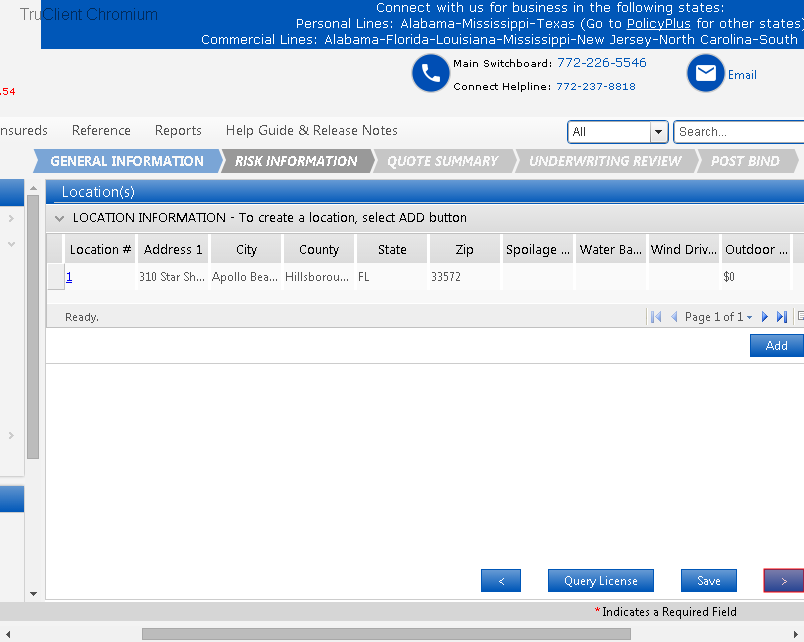 TruClient Chromium
Connect with us for business in the following states:
Personal Lines: Alabama-Mississippi-Texas (Go to PolicyPlus for other states)
Commercial Lines: Alabama-Florida-Louisiana-Mississippi-New Jersey-North Carolina-South
Main Switchboard: 772-226-5546
Connect Helpline: 772-237-8818
Email
.54
nsureds Reference Reports Help Guide & Release Notes All Search...
GENERAL INFORMATION RISK INFORMATION QUOTE SUMMARY UNDERWRITING REVIEW POST BIND
Location(s)
LOCATION INFORMATION - To create a location, select ADD button
Location # Address 1 City County State Zip Spoilage ... Water Ba... Wind Driv... Outdoor ...
1 310 Star Sh... Apollo Bea... Hillsborou... FL 33572 $0
Ready. Page 1 of 1
Add
< Query License Save >
* Indicates a Required Field